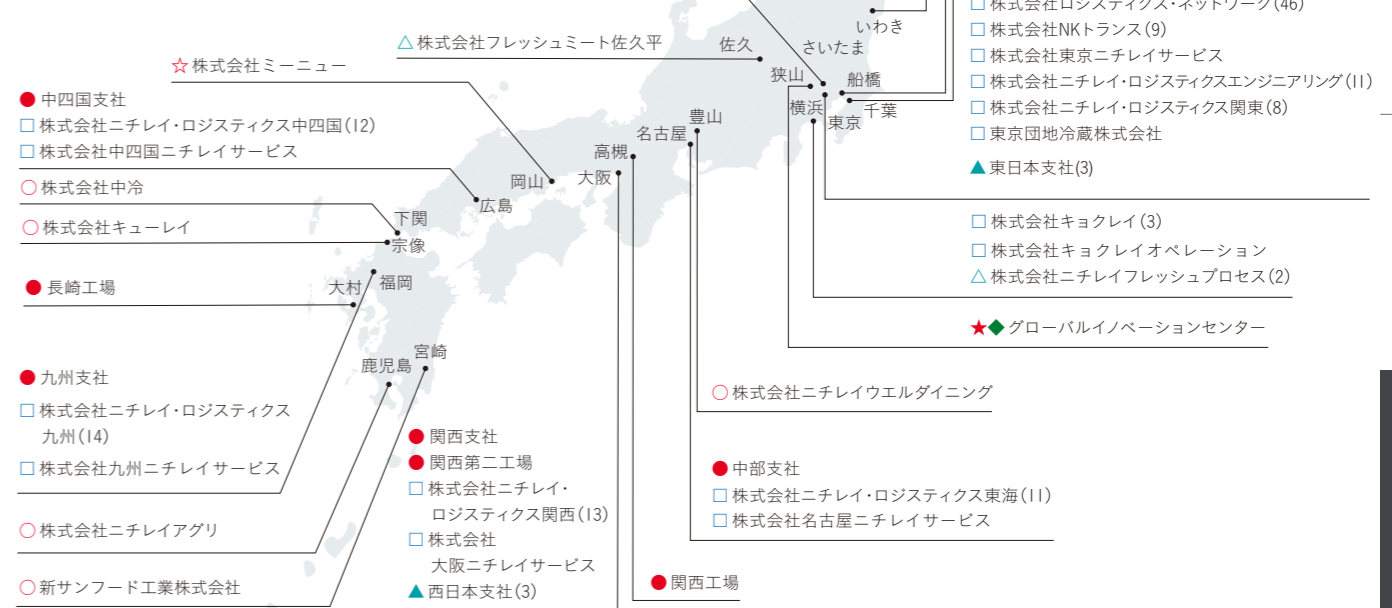 □ 株式会社ロジスティクス・ネットワーク(46)
□ 株式会社NKトランス(9)
□ 株式会社東京ニチレイサービス
□ 株式会社ニチレイ・ロジスティクスエンジニアリング(11)
□ 株式会社ニチレイ・ロジスティクス関東(8)
□ 東京団地冷蔵株式会社
▲ 東日本支社(3)
□ 株式会社キョクレイ(3)
□ 株式会社キョクレイオペレーション
△ 株式会社ニチレイフレッシュプロセス(2)
★◆ グローバルイノベーションセンター
△ 株式会社フレッシュミート佐久平
☆ 株式会社ミーニュー
● 中四国支社
□ 株式会社ニチレイ・ロジスティクス中四国(12)
□ 株式会社中四国ニチレイサービス
○ 株式会社中冷
○ 株式会社キューレイ
● 長崎工場
● 九州支社
□ 株式会社ニチレイ・ロジスティクス
九州(14)
□ 株式会社九州ニチレイサービス
○ 株式会社ニチレイアグリ
○ 新サンフード工業株式会社
● 関西支社
● 関西第二工場
□ 株式会社ニチレイ・
ロジスティクス関西(13)
□ 株式会社
大阪ニチレイサービス
▲ 西日本支社(3)
● 関西工場
○ 株式会社ニチレイウエルダイニング
● 中部支社
□ 株式会社ニチレイ・ロジスティクス東海(11)
□ 株式会社名古屋ニチレイサービス
いわき
さいたま
佐久
狭山
船橋
千葉
横浜
東京
豊山
名古屋
高槻
大阪
岡山
広島
下関
宗像
福岡
大村
宮崎
鹿児島